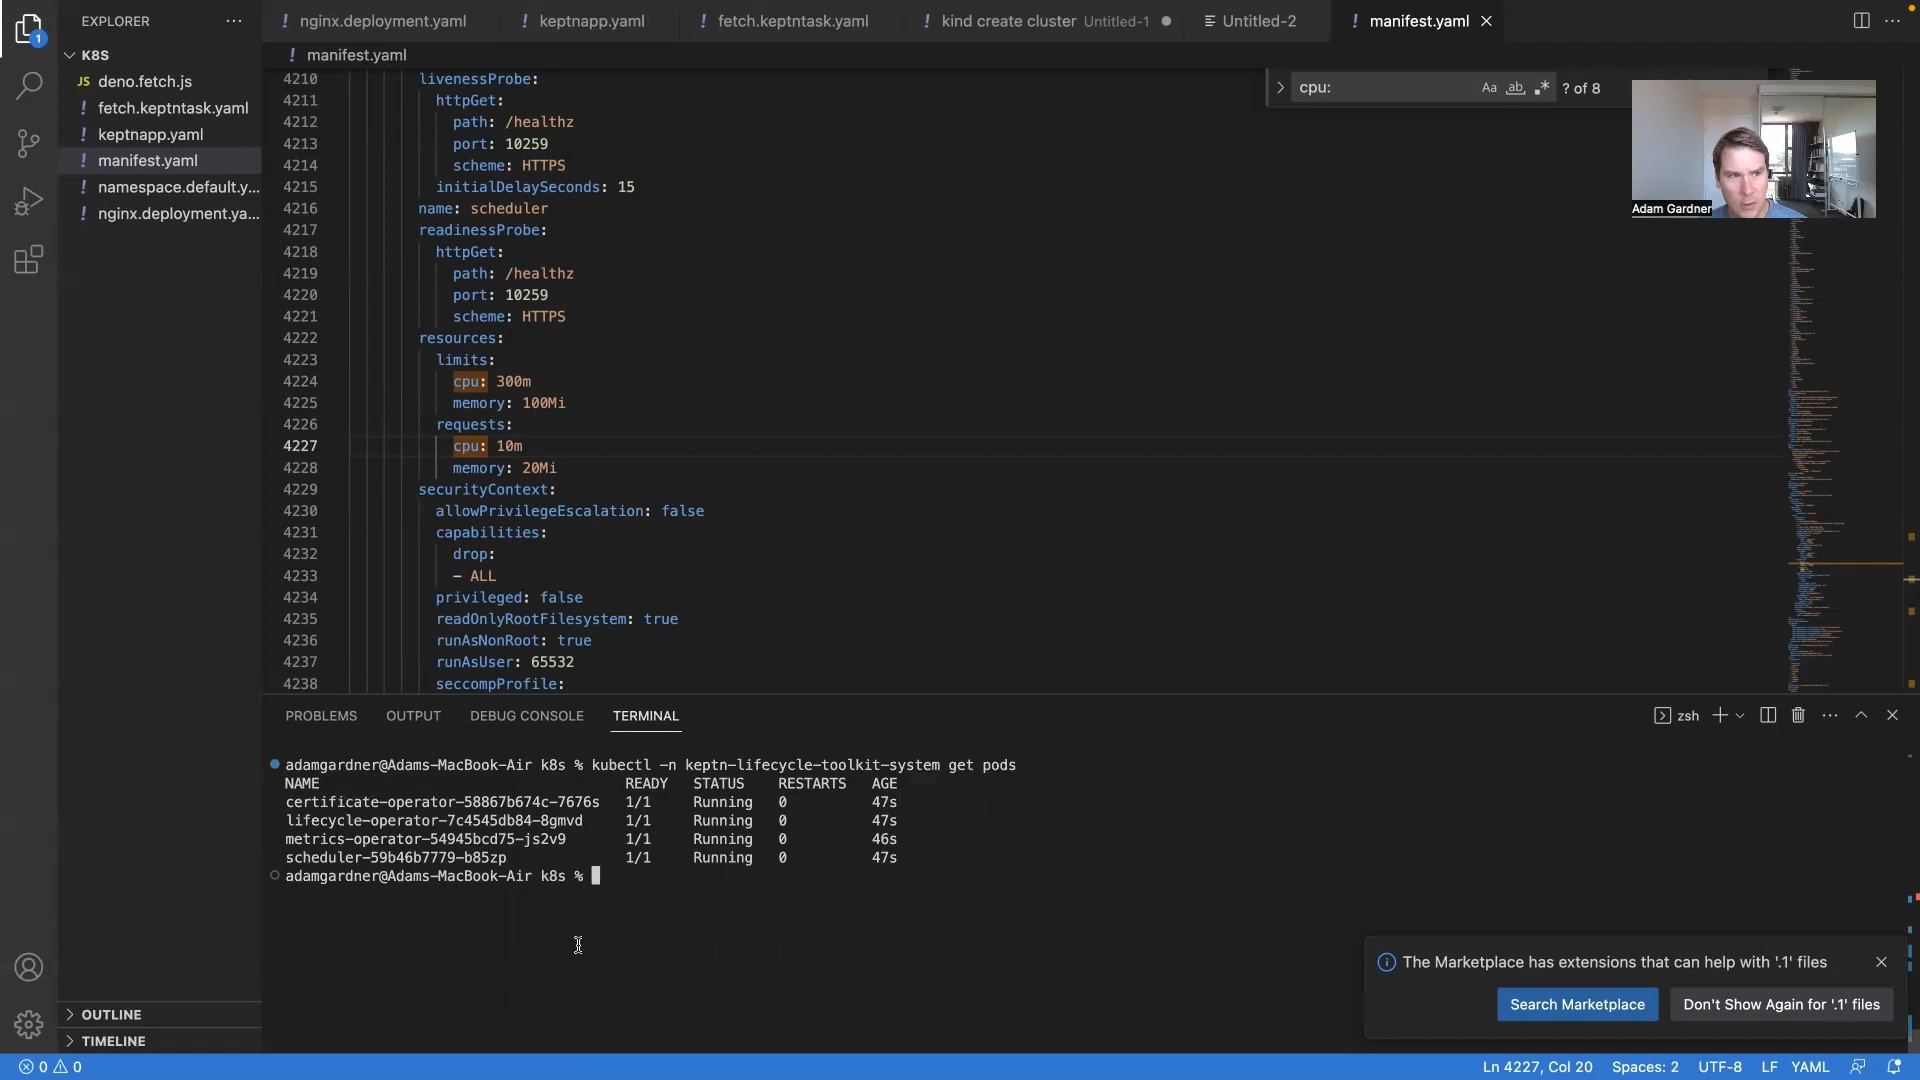 EXPLORER
K8S
JS deno.fetch.js
! fetch.keptntask.yaml
! keptnapp.yaml
! manifest.yaml
! namespace.default.y...
! nginx.deployment.ya...
OUTLINE
TIMELINE
1
! nginx.deployment.yaml
! keptnapp.yaml
! fetch.keptntask.yaml
! kind create cluster Untitled-1
Untitled-2
! manifest.yaml
! manifest.yaml
cpu:
Aa ab .* ? of 8
Adam Gardner
4210 livenessProbe:
4211 httpGet:
4212 path: /healthz
4213 port: 10259
4214 scheme: HTTPS
4215 initialDelaySeconds: 15
4216 name: scheduler
4217 readinessProbe:
4218 httpGet:
4219 path: /healthz
4220 port: 10259
4221 scheme: HTTPS
4222 resources:
4223 limits:
4224 cpu: 300m
4225 memory: 100Mi
4226 requests:
4227 cpu: 10m
4228 memory: 20Mi
4229 securityContext:
4230 allowPrivilegeEscalation: false
4231 capabilities:
4232 drop:
4233 - ALL
4234 privileged: false
4235 readOnlyRootFilesystem: true
4236 runAsNonRoot: true
4237 runAsUser: 65532
4238 seccompProfile:
PROBLEMS OUTPUT DEBUG CONSOLE TERMINAL
zsh
adamgardner@Adams-MacBook-Air k8s % kubectl -n keptn-lifecycle-toolkit-system get pods
NAME READY STATUS RESTARTS AGE
certificate-operator-58867b674c-7676s 1/1 Running 0 47s
lifecycle-operator-7c4545db84-8gmvd 1/1 Running 0 47s
metrics-operator-54945bcd75-js2v9 1/1 Running 0 46s
scheduler-59b46b7779-b85zp 1/1 Running 0 47s
adamgardner@Adams-MacBook-Air k8s %
The Marketplace has extensions that can help with '.1' files
Search Marketplace
Don't Show Again for '.1' files
0 0
Ln 4227, Col 20 Spaces: 2 UTF-8 LF YAML